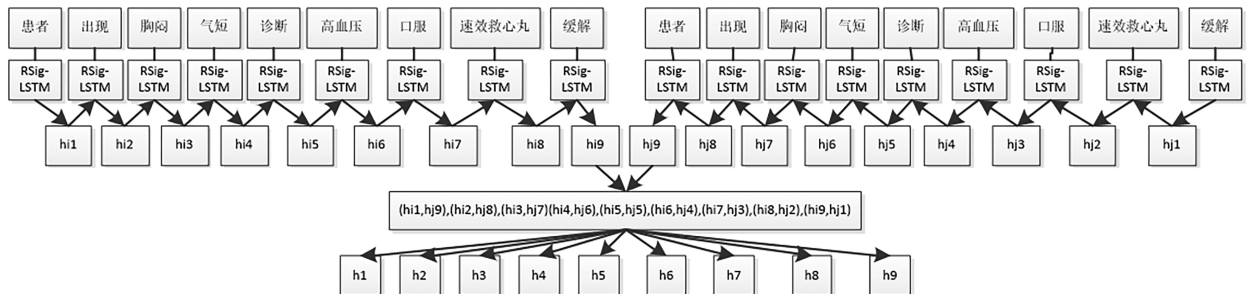 患者 出现 胸闷 气短 诊断 高血压 口服 速效救心丸 缓解 患者 出现 胸闷 气短 诊断 高血压 口服 速效救心丸 缓解
RSig- RSig- RSig- RSig- RSig- RSig- RSig- RSig- RSig- RSig- RSig- RSig- RSig- RSig- RSig- RSig- RSig- RSig-
LSTM LSTM LSTM LSTM LSTM LSTM LSTM LSTM LSTM LSTM LSTM LSTM LSTM LSTM LSTM LSTM LSTM LSTM
hi1 hi2 hi3 hi4 hi5 hi6 hi7 hi8 hi9 hj9 hj8 hj7 hj6 hj5 hj4 hj3 hj2 hj1
(hi1,hj9),(hi2,hj8),(hi3,hj7)(hi4,hj6),(hi5,hj5),(hi6,hj4),(hi7,hj3),(hi8,hj2),(hi9,hj1)
h1 h2 h3 h4 h5 h6 h7 h8 h9